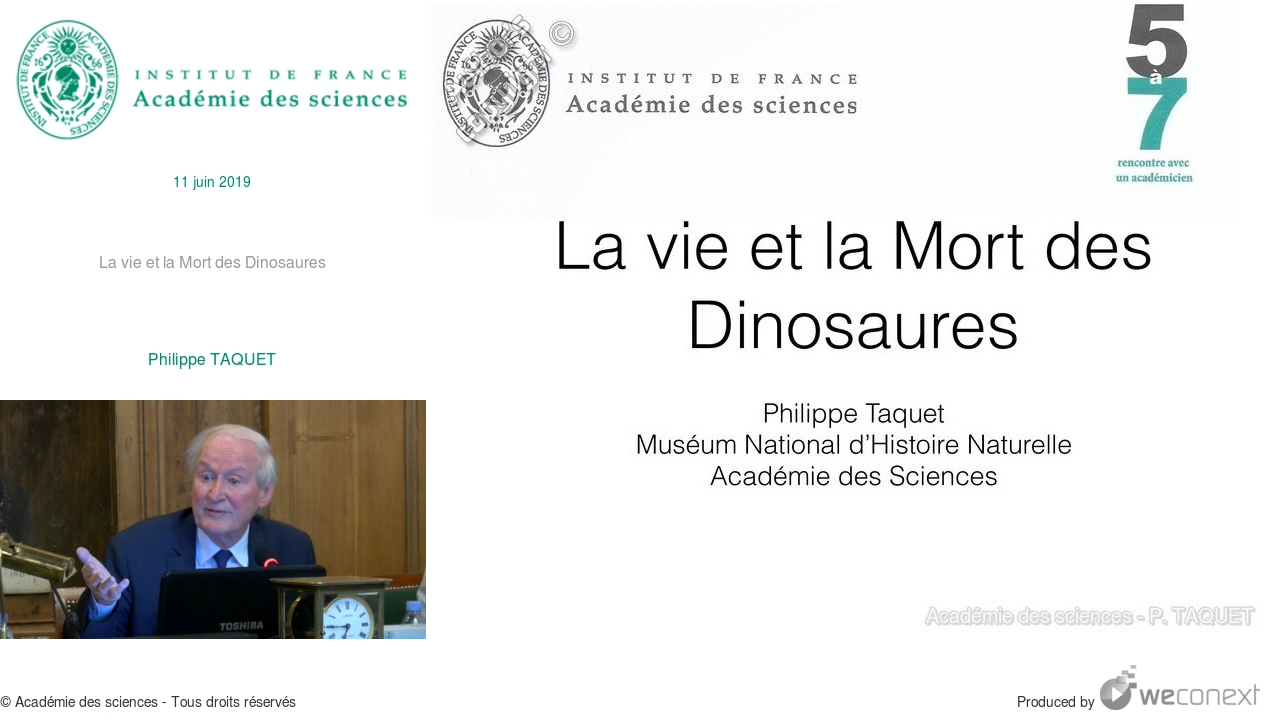 INSTITUT DE FRANCE
Académie des sciences
11 juin 2019
La vie et la Mort des Dinosaures
Philippe TAQUET
TOSHIBA
INSTITUT DE FRANCE
Académie des sciences
5
à
7
rencontre avec
un académicien
La vie et la Mort des
Dinosaures
Philippe Taquet
Muséum National d’Histoire Naturelle
Académie des Sciences
Académie des sciences - P. TAQUET
© Académie des sciences - Tous droits réservés
Produced by weconext